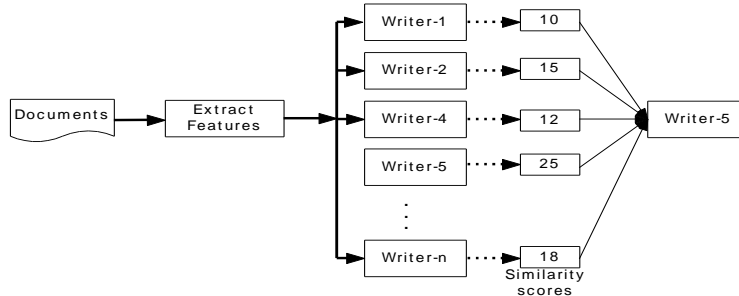 Documents
Extract
Features
Writer-1
10
Writer-2
15
Writer-4
12
Writer-5
25
Writer-n
18
Similarity
scores
Writer-5